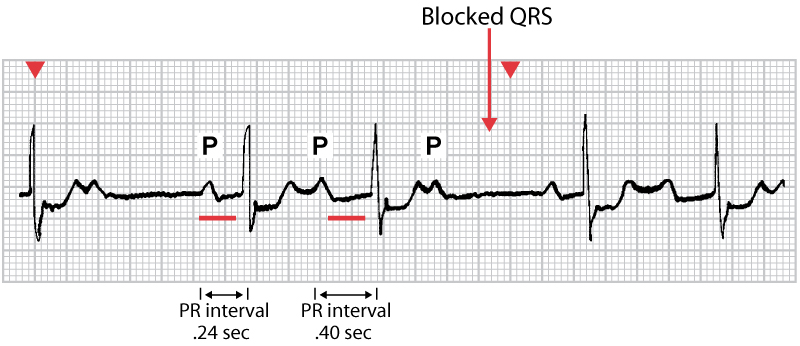 Blocked QRS
P
P
P
PR interval
.24 sec
PR interval
.40 sec